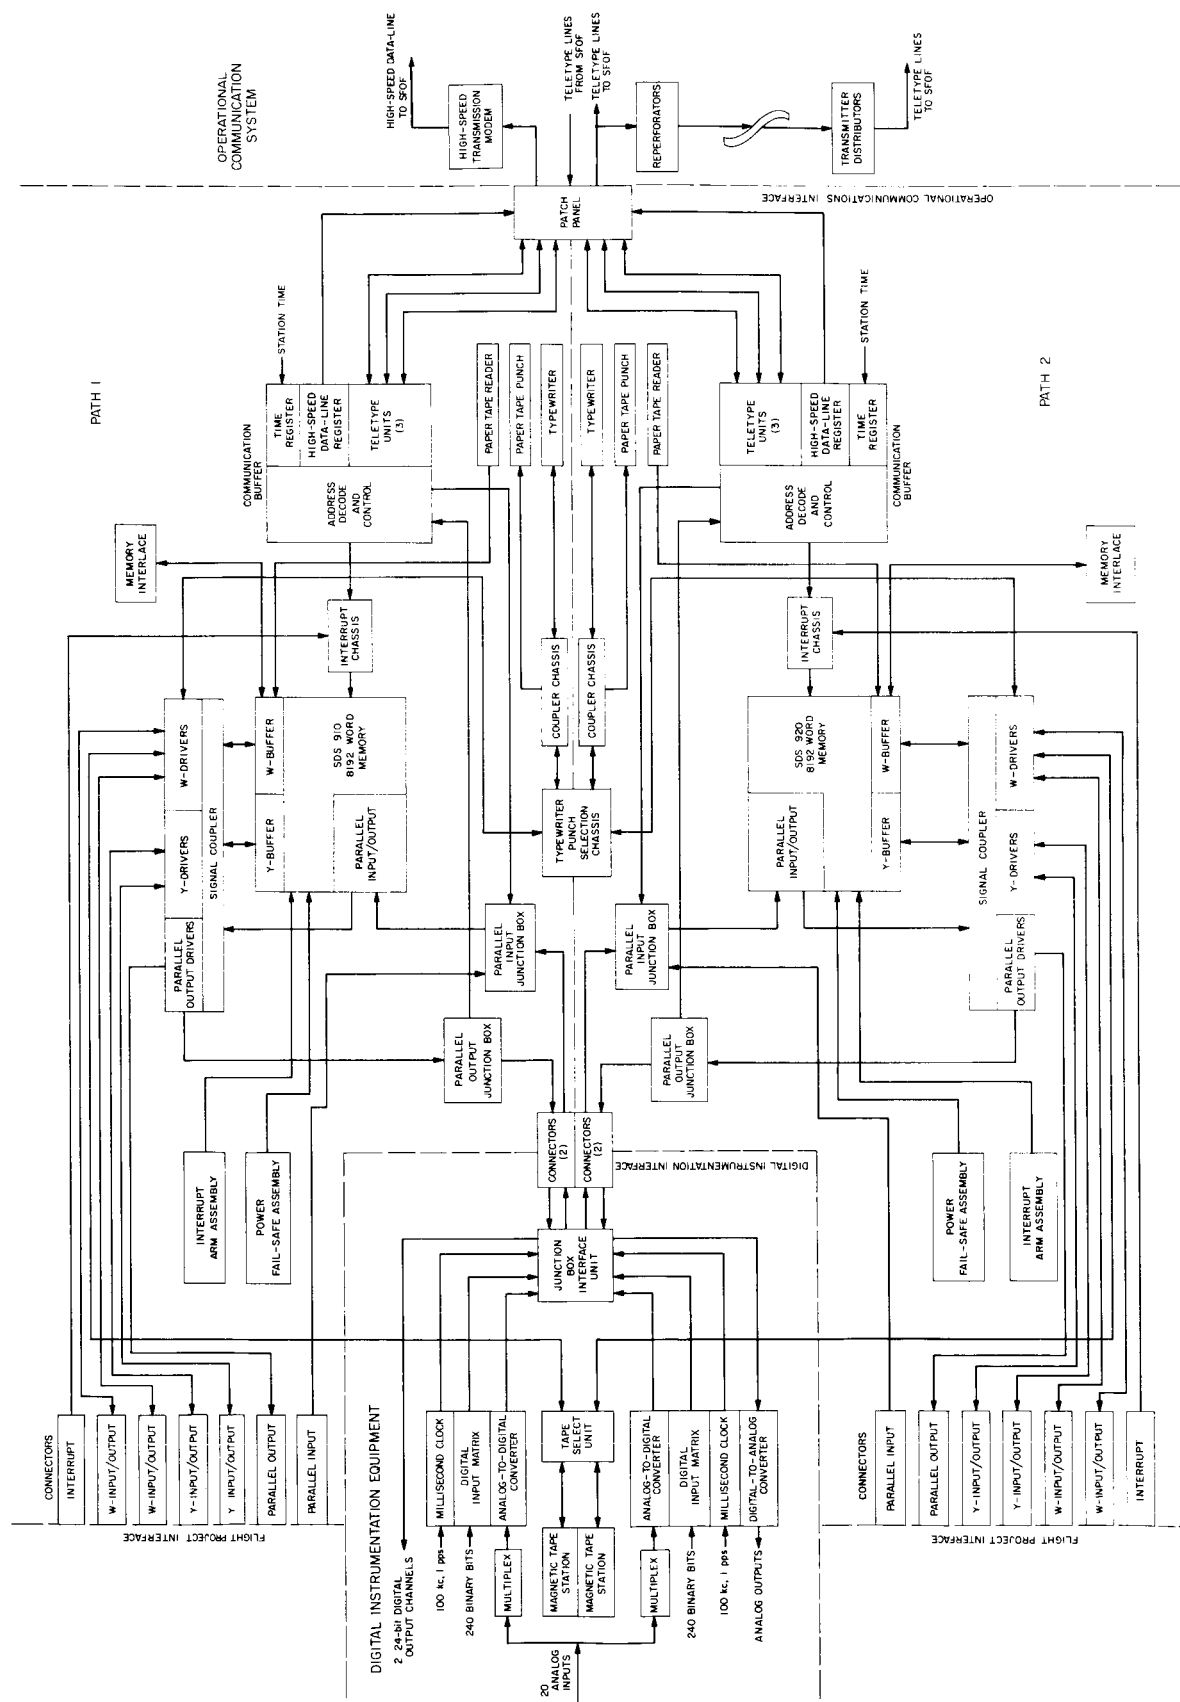 OPERATIONAL
COMMUNICATION
SYSTEM
HIGH-SPEED DATA-LINE
TO SFOF
HIGH-SPEED
TRANSMISSION
MODEM
TELETYPE LINES
FROM SFOF
TELETYPE LINES
TO SFOF
REPERFORATORS
TRANSMITTER
DISTRIBUTORS
TELETYPE LINES
TO SFOF
OPERATIONAL COMMUNICATIONS INTERFACE
PATCH
PANEL
PATH 1
STATION TIME
COMMUNICATION
BUFFER
TIME
REGISTER
HIGH-SPEED
DATA-LINE
REGISTER
TELETYPE
UNITS
(3)
ADDRESS
DECODE
AND
CONTROL
PAPER TAPE READER
PAPER TAPE PUNCH
TYPEWRITER
TYPEWRITER
PAPER TAPE PUNCH
PAPER TAPE READER
PATH 2
STATION TIME
TELETYPE
UNITS
(3)
HIGH-SPEED
DATA-LINE
REGISTER
TIME
REGISTER
COMMUNICATION
BUFFER
ADDRESS
DECODE
AND
CONTROL
MEMORY
INTERLACE
INTERRUPT
CHASSIS
COUPLER CHASSIS
COUPLER CHASSIS
INTERRUPT
CHASSIS
MEMORY
INTERLACE
W-DRIVERS
Y-DRIVERS
PARALLEL
OUTPUT DRIVERS
SIGNAL COUPLER
W-BUFFER
Y-BUFFER
SDS 910
8192 WORD
MEMORY
PARALLEL
INPUT/OUTPUT
TYPEWRITER
PUNCH
SELECTION
CHASSIS
SDS 920
8192 WORD
MEMORY
PARALLEL
INPUT/OUTPUT
W-BUFFER
Y-BUFFER
SIGNAL COUPLER
W-DRIVERS
Y-DRIVERS
PARALLEL
OUTPUT DRIVERS
PARALLEL
INPUT
JUNCTION BOX
PARALLEL
INPUT
JUNCTION BOX
PARALLEL
OUTPUT
JUNCTION BOX
PARALLEL
OUTPUT
JUNCTION BOX
INTERRUPT
ARM ASSEMBLY
POWER
FAIL-SAFE ASSEMBLY
CONNECTORS
(2)
CONNECTORS
(2)
DIGITAL INSTRUMENTATION INTERFACE
POWER
FAIL-SAFE ASSEMBLY
INTERRUPT
ARM ASSEMBLY
JUNCTION
BOX
INTERFACE
UNIT
CONNECTORS
INTERRUPT
W-INPUT/OUTPUT
W-INPUT/OUTPUT
Y-INPUT/OUTPUT
Y INPUT/OUTPUT
PARALLEL OUTPUT
PARALLEL INPUT
FLIGHT PROJECT INTERFACE
DIGITAL INSTRUMENTATION EQUIPMENT
2 24-bit DIGITAL
OUTPUT CHANNELS
MILLISECOND CLOCK
DIGITAL
INPUT MATRIX
ANALOG-TO-DIGITAL
CONVERTER
TAPE
SELECT
UNIT
ANALOG-TO-DIGITAL
CONVERTER
DIGITAL
INPUT MATRIX
MILLISECOND CLOCK
DIGITAL-TO-ANALOG
CONVERTER
100 kc, 1 pps
240 BINARY BITS
MULTIPLEX
MAGNETIC TAPE
STATION
MAGNETIC TAPE
STATION
MULTIPLEX
240 BINARY BITS
100 kc, 1 pps
ANALOG OUTPUTS
20
ANALOG
INPUTS
CONNECTORS
PARALLEL INPUT
PARALLEL OUTPUT
Y-INPUT/OUTPUT
Y-INPUT/OUTPUT
W-INPUT/OUTPUT
W-INPUT/OUTPUT
INTERRUPT
FLIGHT PROJECT INTERFACE